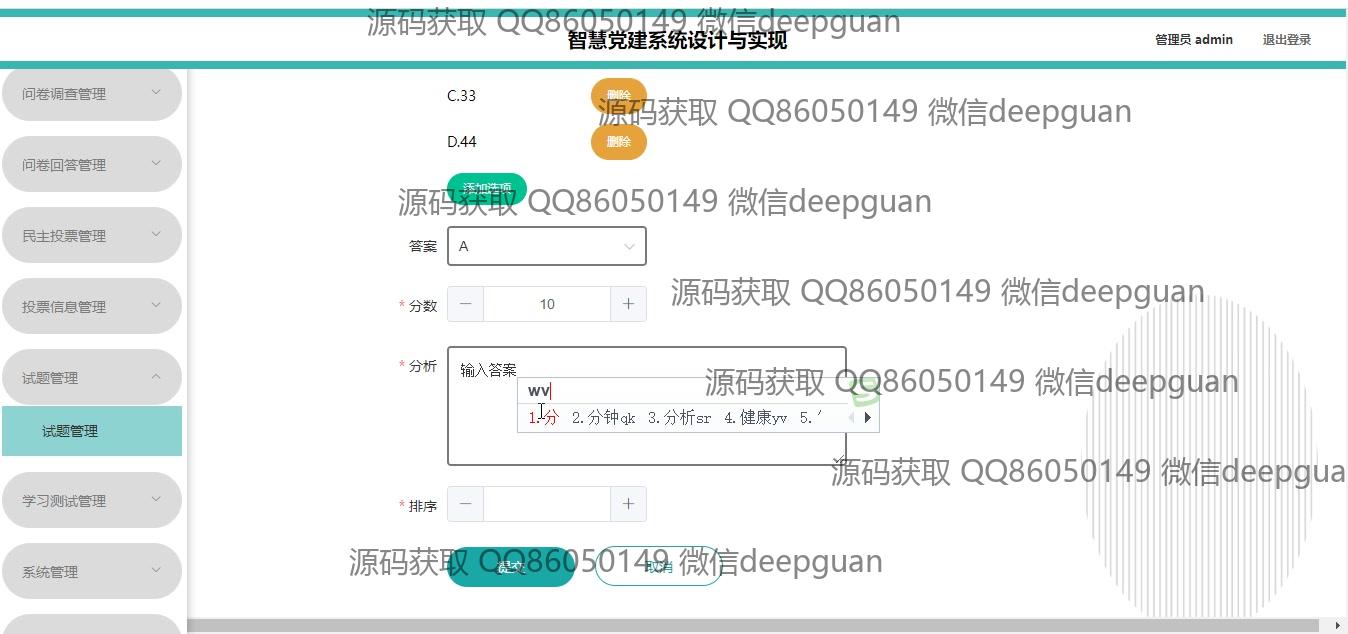 源码获取 QQ86050149 微信deepguan
智慧党建系统设计与实现
管理员 admin
退出登录
问卷调查管理
问卷回答管理
民主投票管理
投票信息管理
试题管理
试题管理
学习测试管理
系统管理
C.33
删除
源码获取 QQ86050149 微信deepguan
D.44
删除
添加选项
源码获取 QQ86050149 微信deepguan
答案
A
* 分数
10
源码获取 QQ86050149 微信deepguan
* 分析
输入答案
wv
源码获取 QQ86050149 微信deepguan
1.分 2.分钟qk 3.分析sr 4.健康yv 5.′
源码获取 QQ86050149 微信deepgua
* 排序
源码获取 QQ86050149 微信deepguan
提交
取消